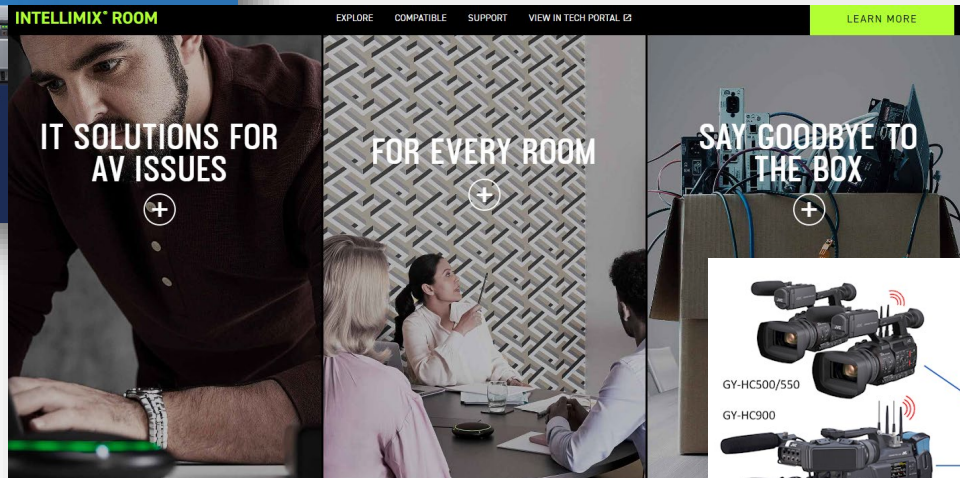 INTELLIMIX® ROOM
EXPLORE COMPATIBLE SUPPORT VIEW IN TECH PORTAL
LEARN MORE
IT SOLUTIONS FOR
AV ISSUES
FOR EVERY ROOM
SAY GOODBYE TO
THE BOX
GY-HC500/550
GY-HC900